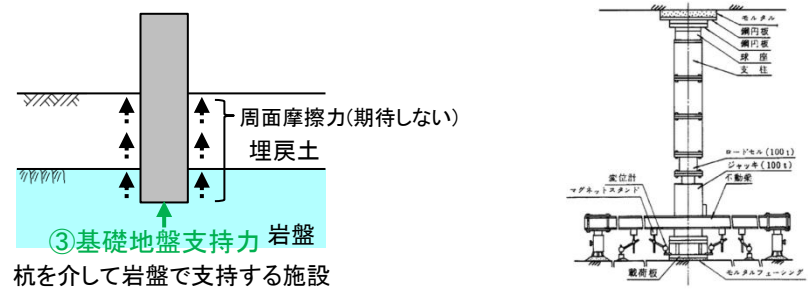 周面摩擦力(期待しない)
埋戻土
③基礎地盤支持力
岩盤
杭を介して岩盤で支持する施設
モルタル
鋼円板
鋼円板
球座
支柱
ロードセル(100t)
ジャッキ(100t)
不動梁
変位計
マグネットスタンド
載荷板
モルタルフェーシング